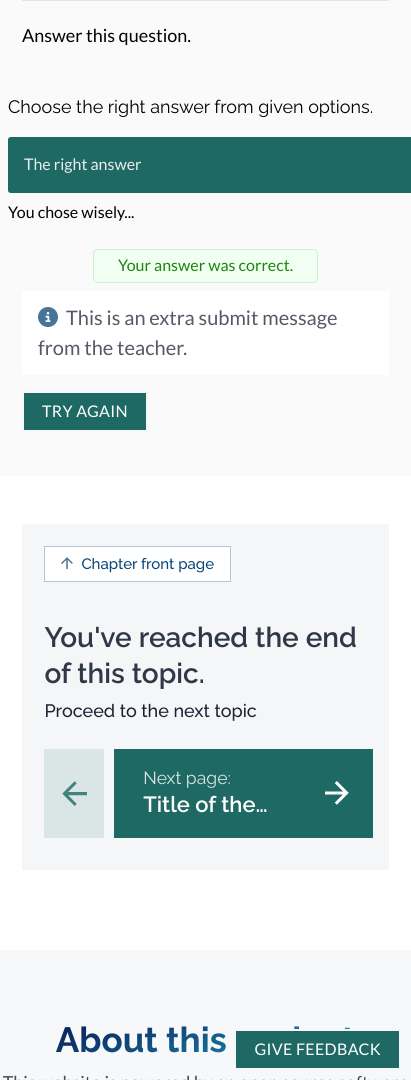 Answer this question.
Choose the right answer from given options.
The right answer
You chose wisely...
Your answer was correct.
This is an extra submit message
from the teacher.
TRY AGAIN
Chapter front page
You've reached the end
of this topic.
Proceed to the next topic
Next page:
Title of the...
About this
GIVE FEEDBACK